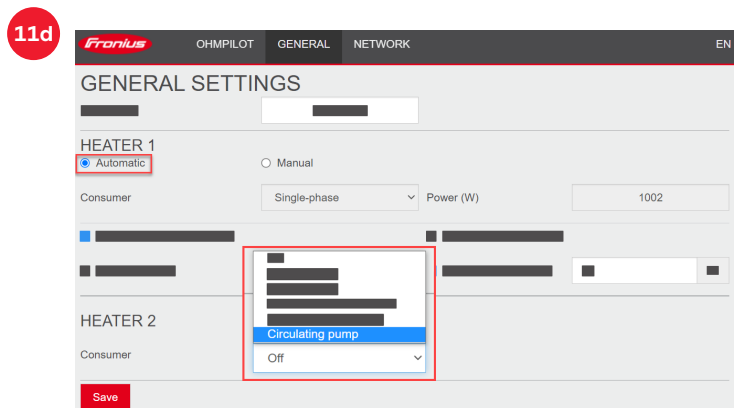 11d
Fronius OHMPILOT GENERAL NETWORK EN
GENERAL SETTINGS
HEATER 1
Automatic Manual
Consumer Single-phase Power (W) 1002
HEATER 2
Circulating pump
Consumer Off
Save